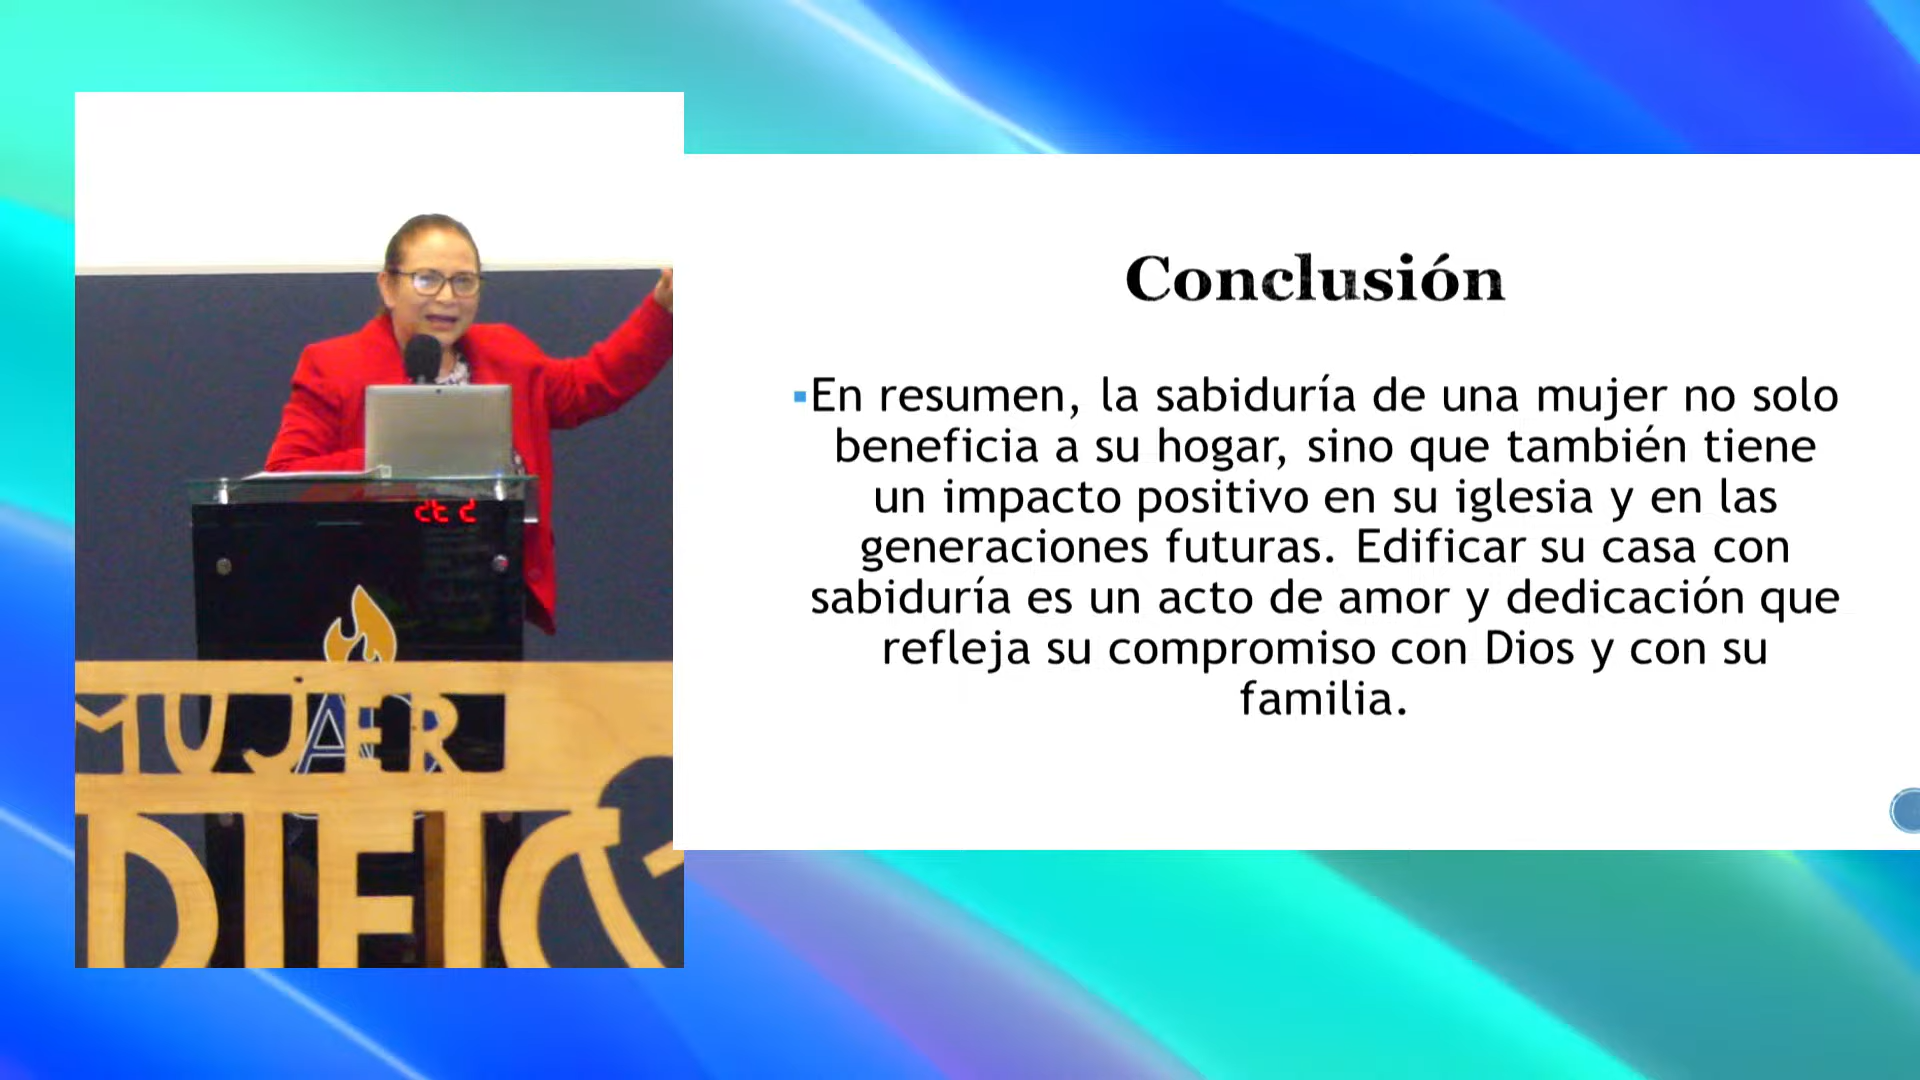 Conclusión
▪En resumen, la sabiduría de una mujer no solo
beneficia a su hogar, sino que también tiene
un impacto positivo en su iglesia y en las
generaciones futuras. Edificar su casa con
sabiduría es un acto de amor y dedicación que
refleja su compromiso con Dios y con su
familia.
MUJER